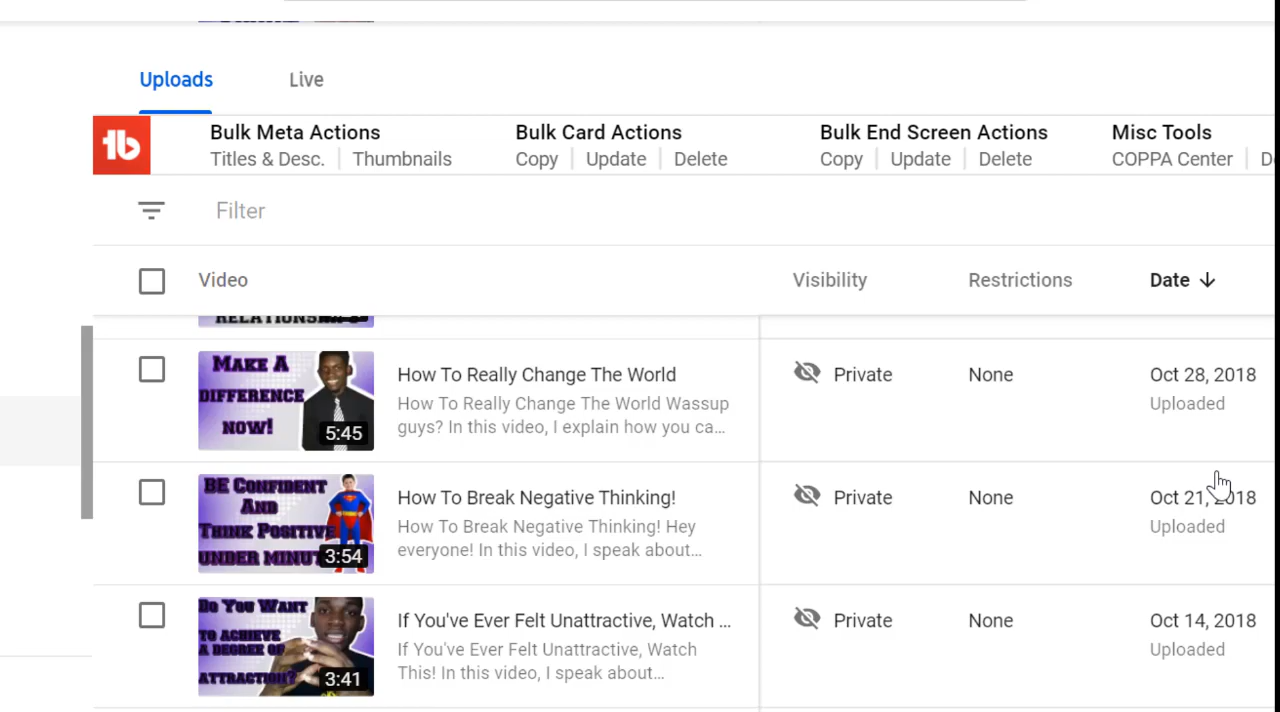 Uploads Live
Bulk Meta Actions Bulk Card Actions Bulk End Screen Actions Misc Tools
Titles & Desc. Thumbnails Copy Update Delete Copy Update Delete COPPA Center
Filter
Video Visibility Restrictions Date
MAKE A
DIFFERENCE
NOW!
5:45
How To Really Change The World
How To Really Change The World Wassup
guys? In this video, I explain how you ca...
Private None Oct 28, 2018
Uploaded
BE CONFIDENT
AND
THINK POSITIVE
UNDER
3:54
How To Break Negative Thinking!
How To Break Negative Thinking! Hey
everyone! In this video, I speak about...
Private None Oct 21, 2018
Uploaded
DO YOU WANT
TO ACHIEVE
A DEGREE OF
ATTRACTION?
3:41
If You've Ever Felt Unattractive, Watch ...
If You've Ever Felt Unattractive, Watch
This! In this video, I speak about...
Private None Oct 14, 2018
Uploaded